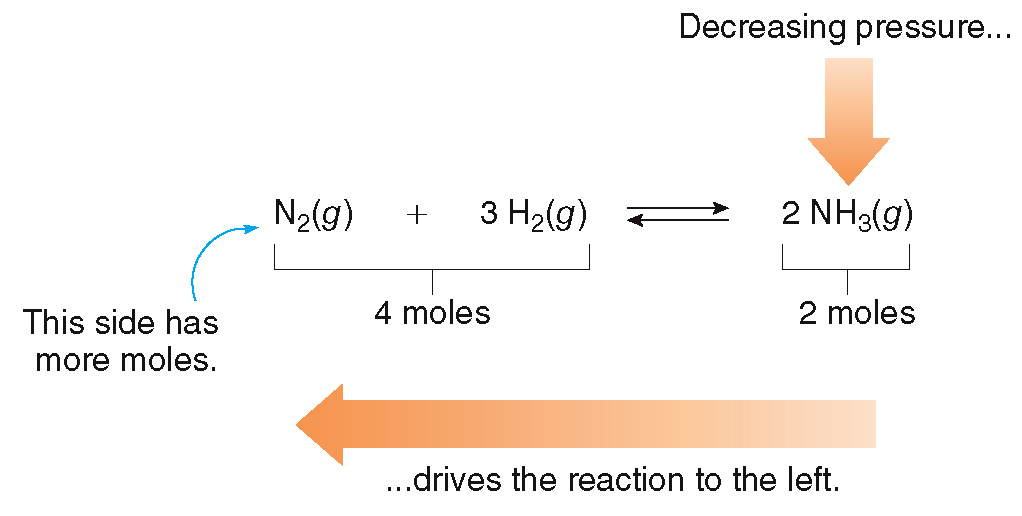 Decreasing pressure...
N₂(g) + 3 H₂(g) ⇌ 2 NH₃(g)
4 moles
2 moles
This side has
more moles.
...drives the reaction to the left.